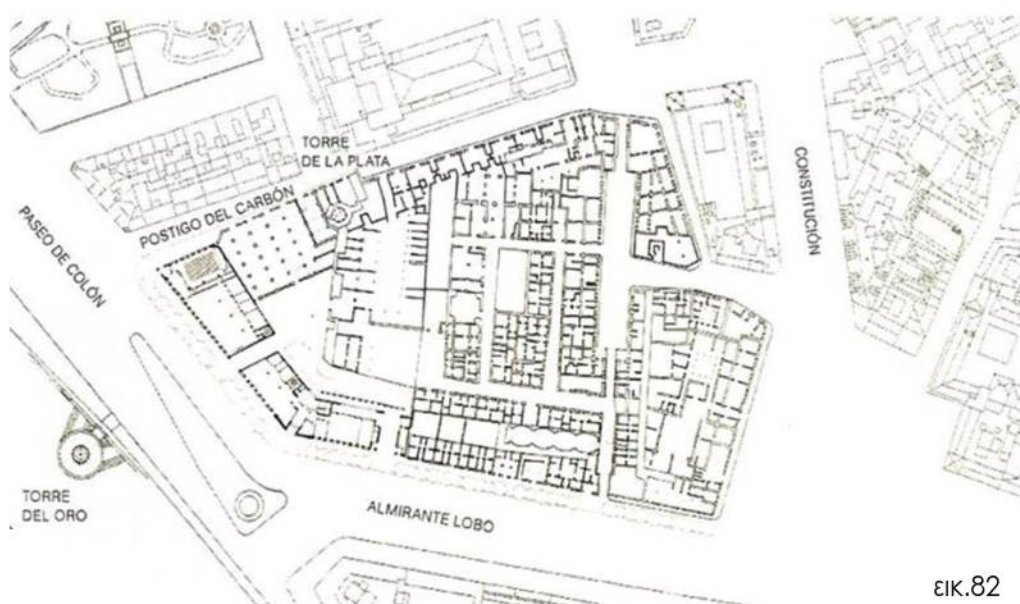 TORRE
DE LA PLATA
POSTIGO DEL CARBÓN
PASEO DE COLÓN
CONSTITUCIÓN
TORRE
DEL ORO
ALMIRANTE LOBO
εικ.82